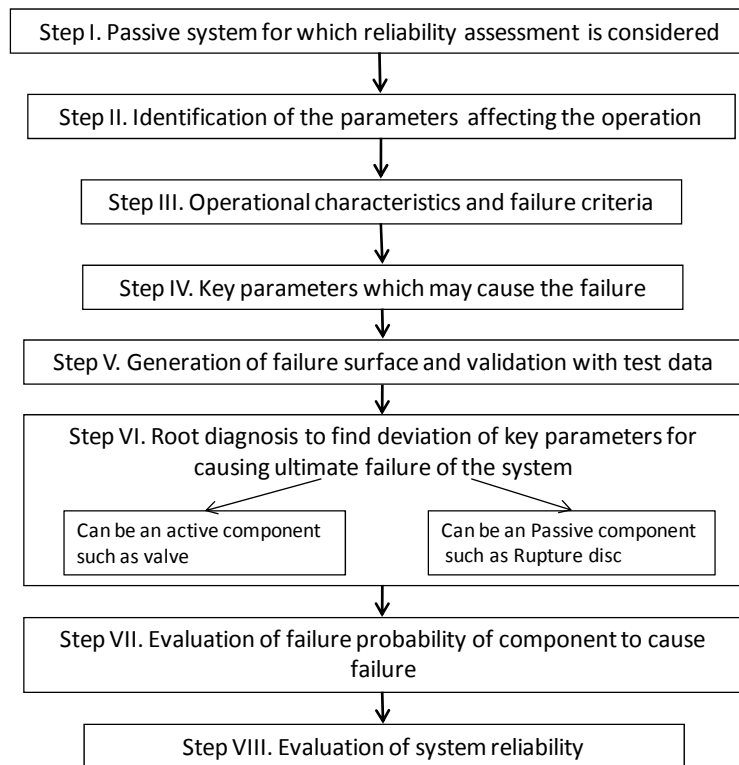 Step I. Passive system for which reliability assessment is considered
Step II. Identification of the parameters affecting the operation
Step III. Operational characteristics and failure criteria
Step IV. Key parameters which may cause the failure
Step V. Generation of failure surface and validation with test data
Step VI. Root diagnosis to find deviation of key parameters for
causing ultimate failure of the system
Can be an active component
such as valve
Can be an Passive component
such as Rupture disc
Step VII. Evaluation of failure probability of component to cause
failure
Step VIII. Evaluation of system reliability